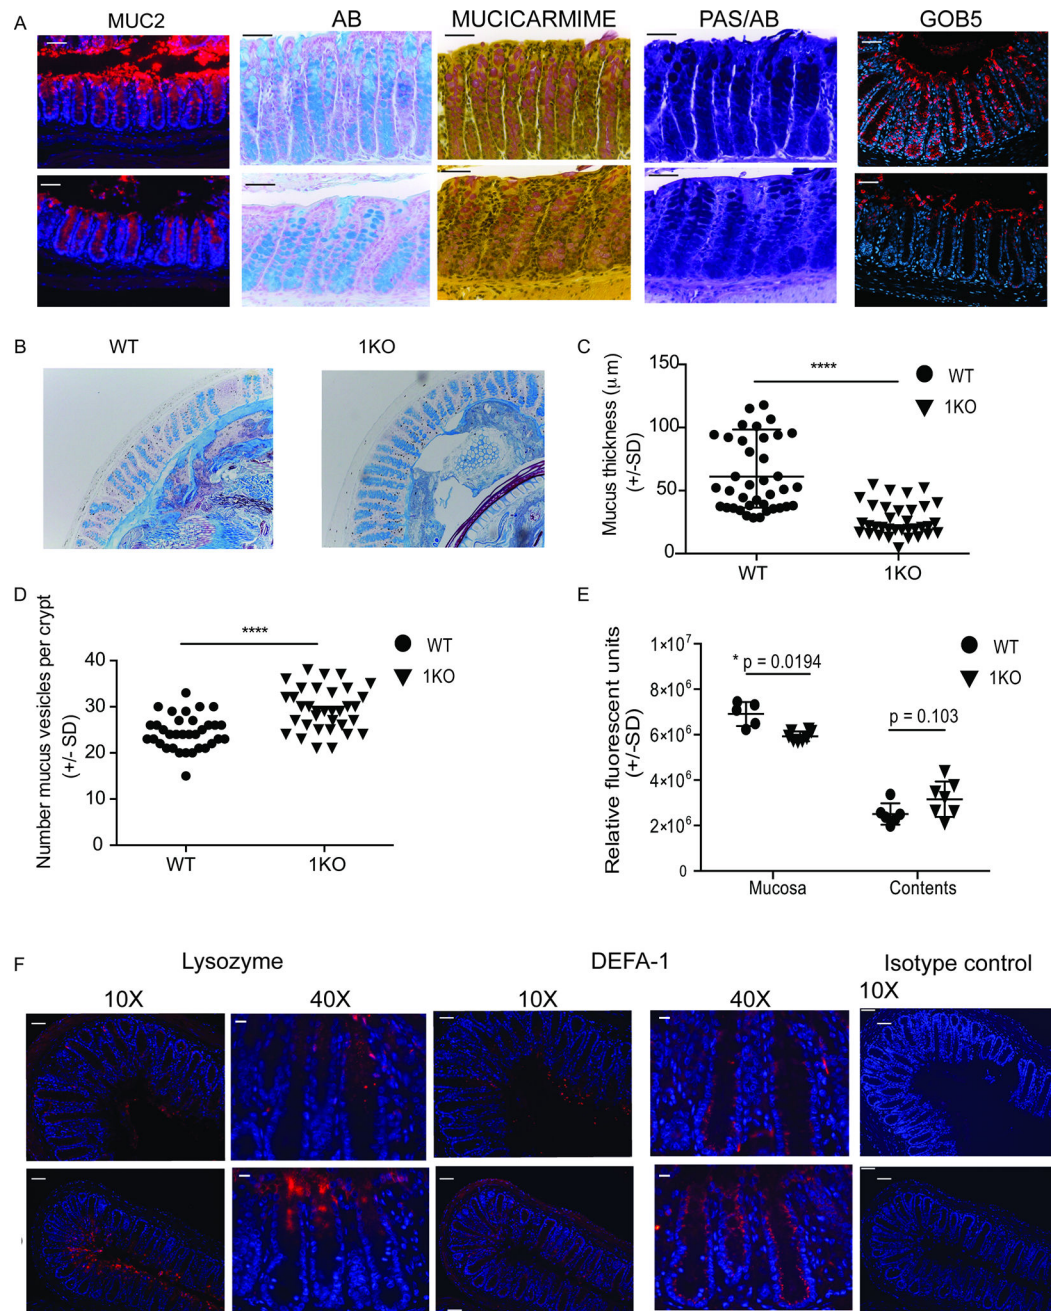 A
MUC2
AB
MUCICARMIME
PAS/AB
GOB5
B
WT
1KO
C
Mucus thickness (μm)
(+/-SD)
150
100
50
0
****
WT
1KO
WT
1KO
D
Number mucus vesicles per crypt
(+/- SD)
40
30
20
10
0
****
WT
1KO
WT
1KO
E
Relative fluorescent units
(+/-SD)
1×10⁷
8×10⁶
6×10⁶
4×10⁶
2×10⁶
0
* p = 0.0194
p = 0.103
WT
1KO
Mucosa
Contents
F
Lysozyme
DEFA-1
Isotype control
10X
40X
10X
40X
10X